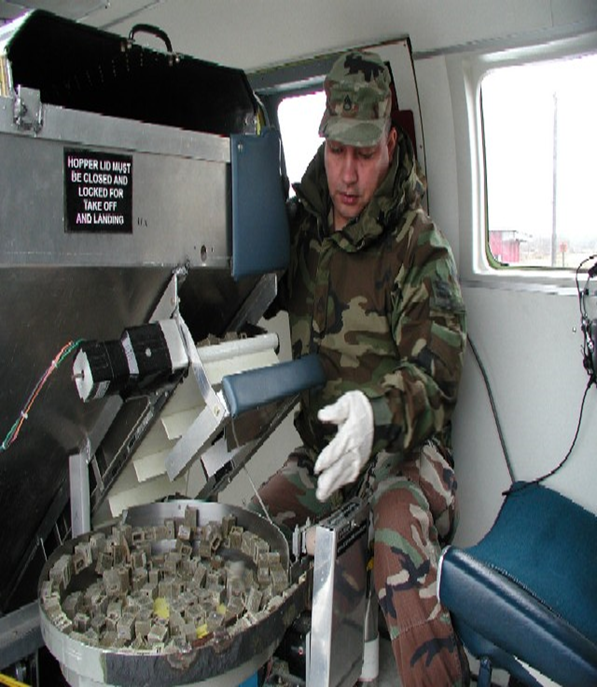 HOPPER LID MUST
BE CLOSED AND
LOCKED FOR
TAKE OFF
AND LANDING